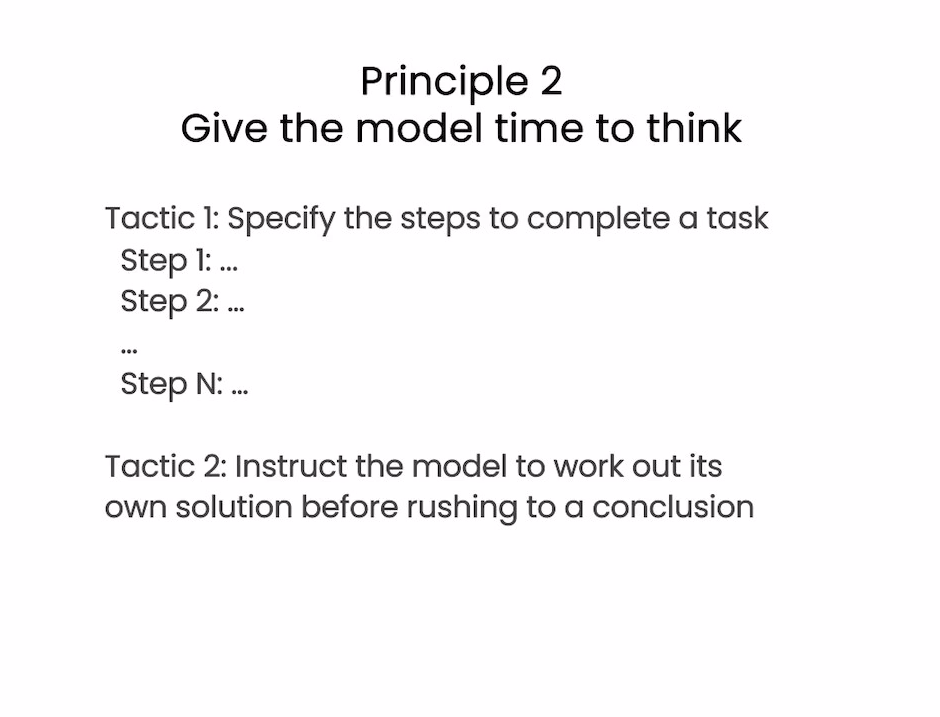 Principle 2
Give the model time to think
Tactic 1: Specify the steps to complete a task
Step 1: ...
Step 2: ...
...
Step N: ...
Tactic 2: Instruct the model to work out its
own solution before rushing to a conclusion